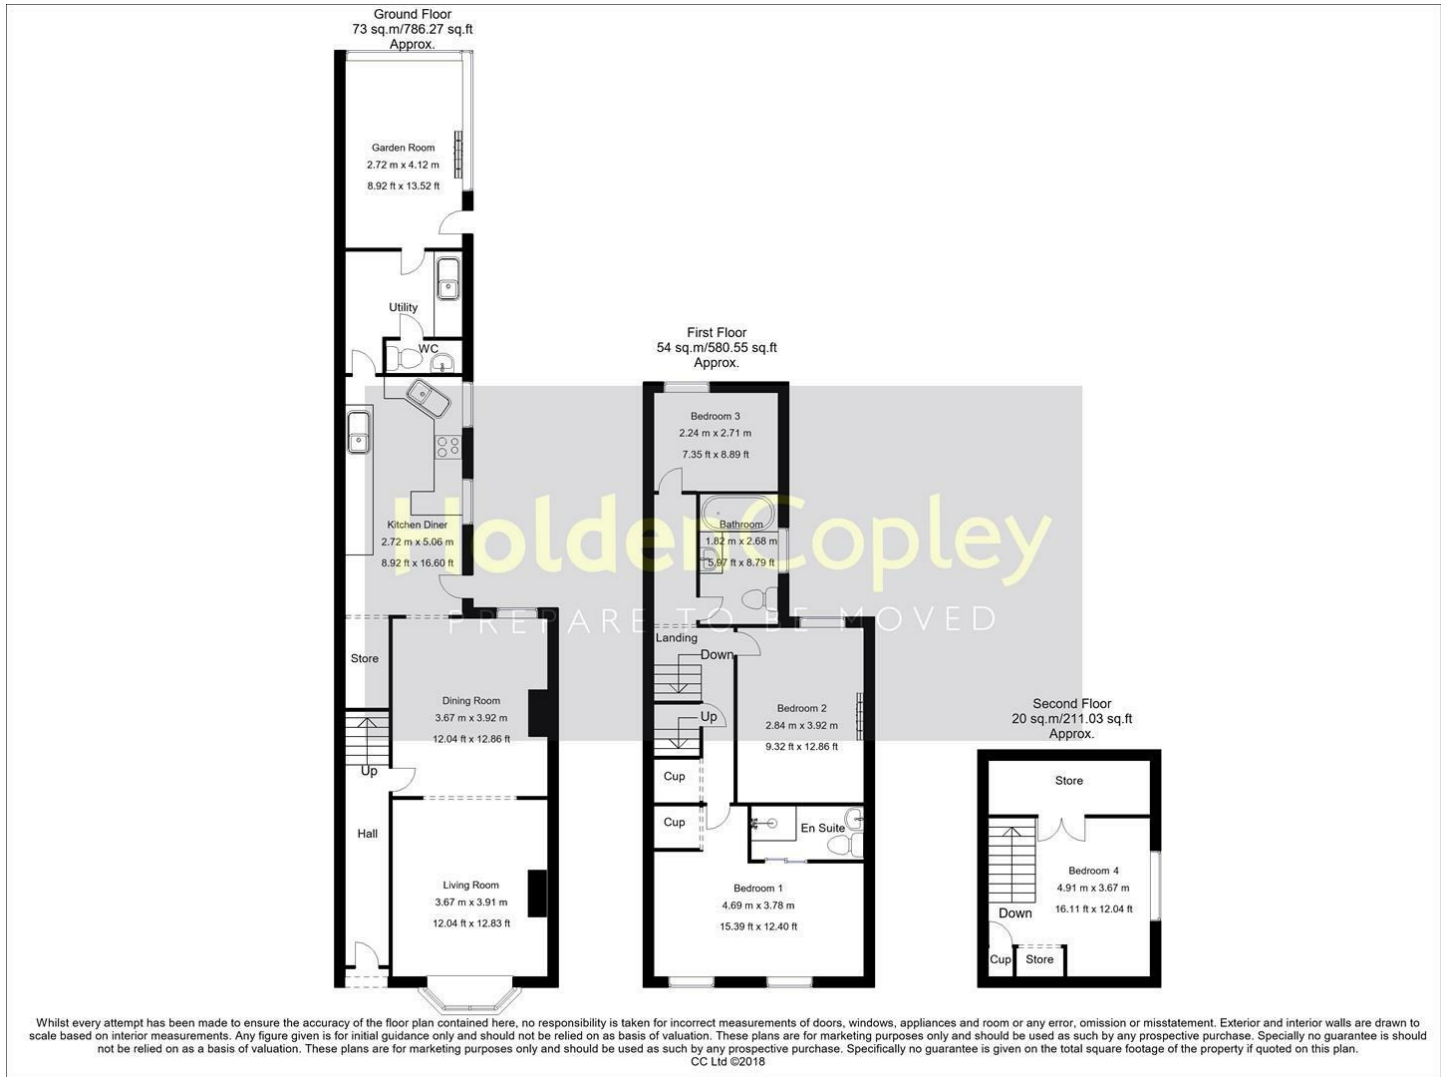 Ground Floor
73 sq.m/786.27 sq.ft
Approx.
Garden Room
2.72 m x 4.12 m
8.92 ft x 13.52 ft
Utility
WC
Kitchen Diner
2.72 m x 5.06 m
8.92 ft x 16.60 ft
Store
Dining Room
3.67 m x 3.92 m
12.04 ft x 12.86 ft
Up
Hall
Living Room
3.67 m x 3.91 m
12.04 ft x 12.83 ft
First Floor
54 sq.m/580.55 sq.ft
Approx.
Bedroom 3
2.24 m x 2.71 m
7.35 ft x 8.89 ft
Bathroom
1.82 m x 2.68 m
5.97 ft x 8.79 ft
HoldenCopley
PREPARE TO BE MOVED
Landing
Down
Up
Bedroom 2
2.84 m x 3.92 m
9.32 ft x 12.86 ft
Cup
Cup
En Suite
Bedroom 1
4.69 m x 3.78 m
15.39 ft x 12.40 ft
Second Floor
20 sq.m/211.03 sq.ft
Approx.
Store
Bedroom 4
4.91 m x 3.67 m
16.11 ft x 12.04 ft
Down
Cup
Store
Whilst every attempt has been made to ensure the accuracy of the floor plan contained here, no responsibility is taken for incorrect measurements of doors, windows, appliances and room or any error, omission or misstatement. Exterior and interior walls are drawn to
scale based on interior measurements. Any figure given is for initial guidance only and should not be relied on as basis of valuation. These plans are for marketing purposes only and should be used as such by any prospective purchase. Specially no guarantee is should
not be relied on as a basis of valuation. These plans are for marketing purposes only and should be used as such by any prospective purchase. Specifically no guarantee is given on the total square footage of the property if quoted on this plan.
CC Ltd ©2018